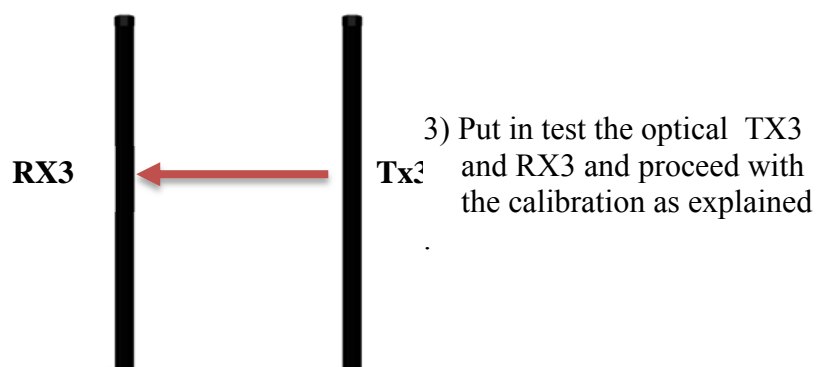 3) Put in test the optical TX3
RX3
Tx3
and RX3 and proceed with
the calibration as explained
.